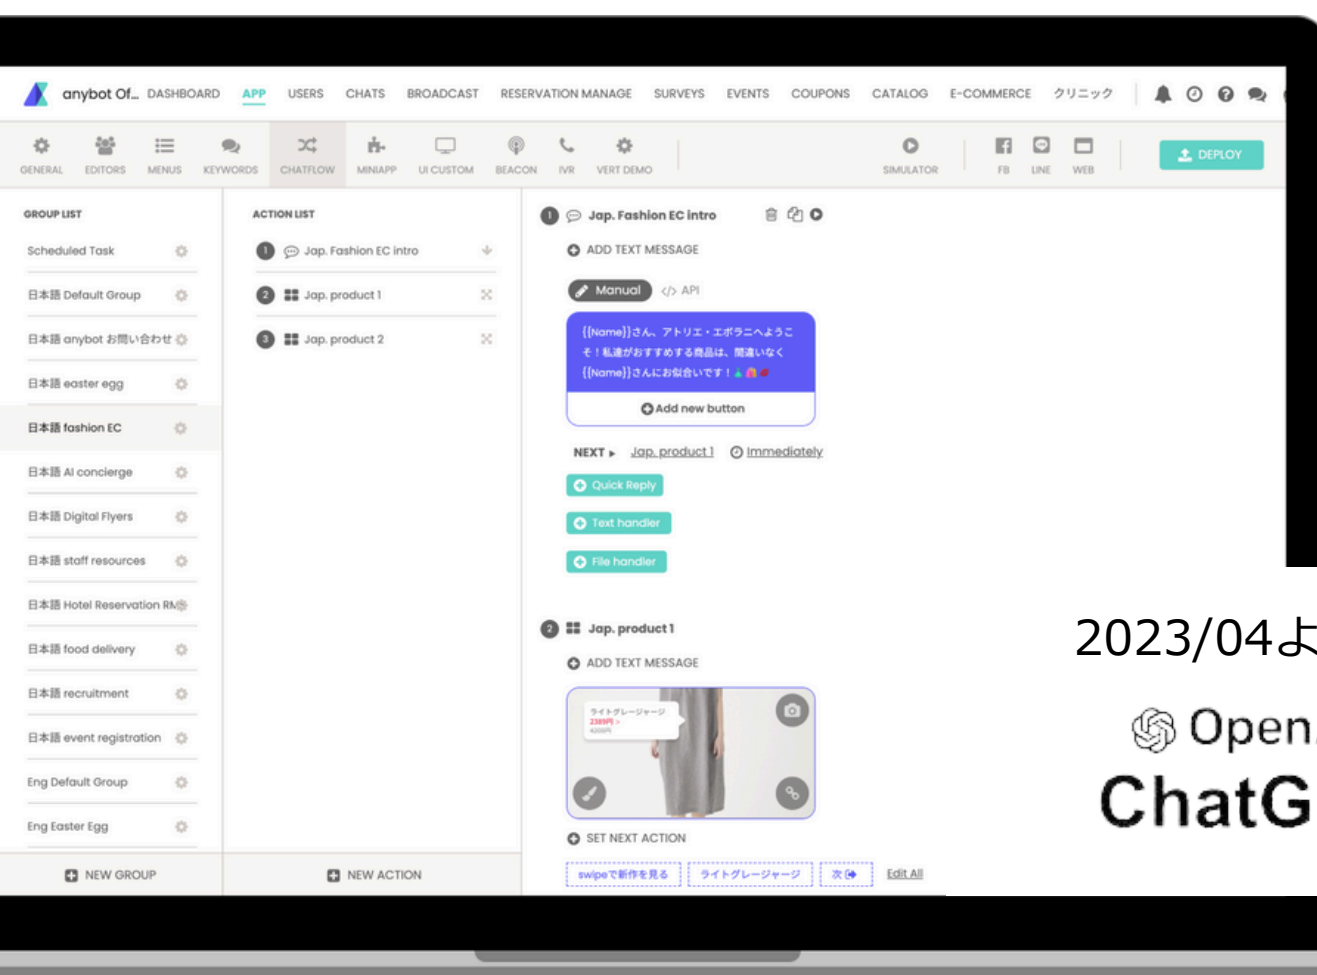 anybot Of... DASHBOARD APP USERS CHATS BROADCAST RESERVATION MANAGE SURVEYS EVENTS COUPONS CATALOG E-COMMERCE クリニック
GENERAL EDITORS MENUS KEYWORDS CHATFLOW MINIAPP UI CUSTOM BEACON IVR VERT DEMO SIMULATOR FB LINE WEB DEPLOY
GROUP LIST
Scheduled Task
日本語 Default Group
日本語 anybot お問い合わせ
日本語 easter egg
日本語 fashion EC
日本語 AI concierge
日本語 Digital Flyers
日本語 staff resources
日本語 Hotel Reservation RM
日本語 food delivery
日本語 recruitment
日本語 event registration
Eng Default Group
Eng Easter Egg
NEW GROUP
ACTION LIST
1 Jap. Fashion EC intro
2 Jap. product 1
3 Jap. product 2
NEW ACTION
1 Jap. Fashion EC intro
ADD TEXT MESSAGE
Manual </> API
{{Name}}さん、アトリエ・エポラニへようこ
そ！私達がおすすめする商品は、間違いなく
{{Name}}さんにお似合いです！
Add new button
NEXT ▸ Jap. product 1 Immediately
Quick Reply
Text handler
File handler
2 Jap. product 1
ADD TEXT MESSAGE
ライトグレージャージ
2389円 >
4200円
SET NEXT ACTION
swipeで新作を見る ライトグレージャージ 次 Edit All
2023/04よ
Open
ChatG